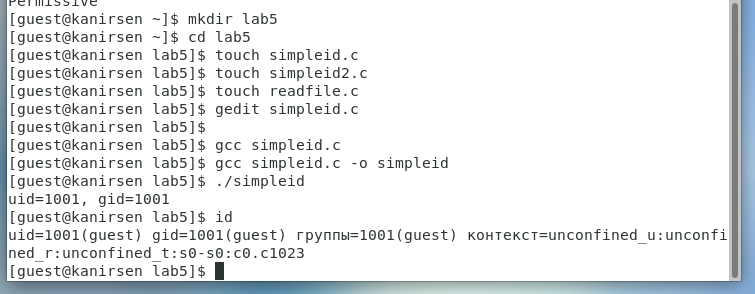 Permissive
[guest@kanirsen ~]$ mkdir lab5
[guest@kanirsen ~]$ cd lab5
[guest@kanirsen lab5]$ touch simpleid.c
[guest@kanirsen lab5]$ touch simpleid2.c
[guest@kanirsen lab5]$ touch readfile.c
[guest@kanirsen lab5]$ gedit simpleid.c
[guest@kanirsen lab5]$
[guest@kanirsen lab5]$ gcc simpleid.c
[guest@kanirsen lab5]$ gcc simpleid.c -o simpleid
[guest@kanirsen lab5]$ ./simpleid
uid=1001, gid=1001
[guest@kanirsen lab5]$ id
uid=1001(guest) gid=1001(guest) группы=1001(guest) контекст=unconfined_u:unconfi
ned_r:unconfined_t:s0-s0:c0.c1023
[guest@kanirsen lab5]$